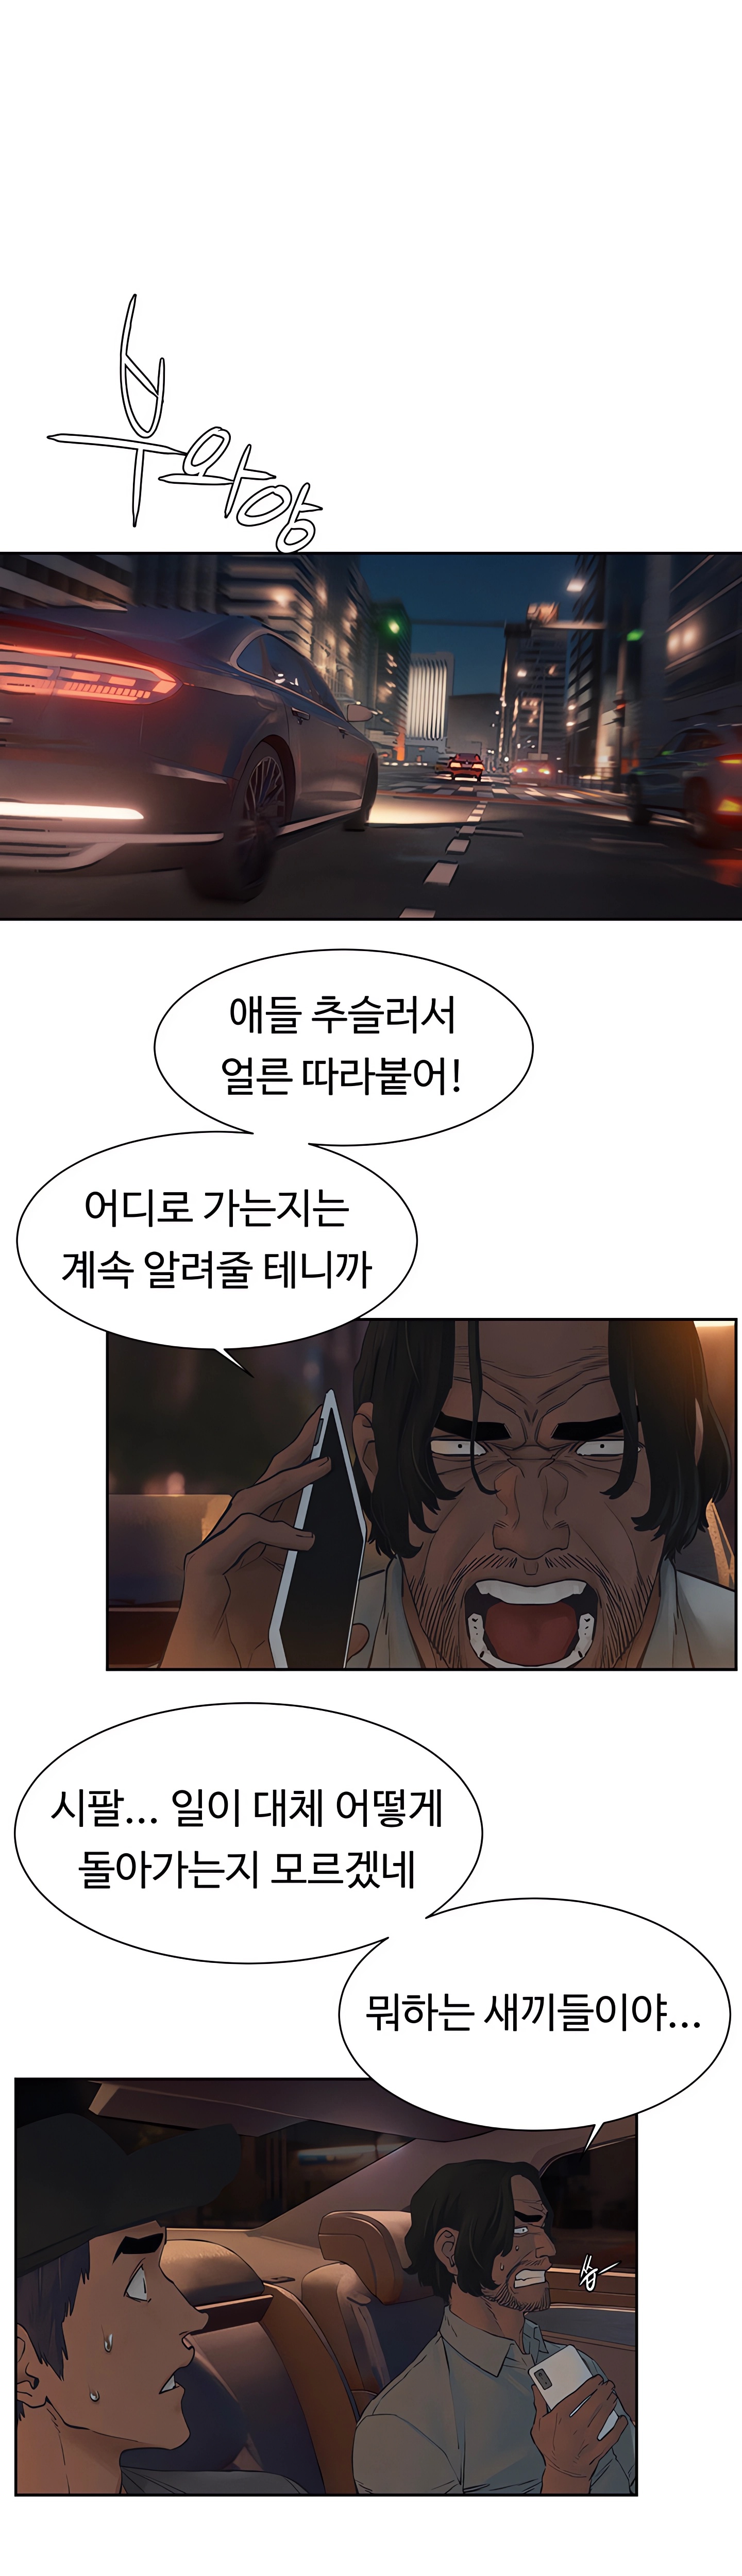 부와앙
애들 추슬러서
얼른 따라붙어!
어디로 가는지는
계속 알려줄 테니까
시팔... 일이 대체 어떻게
돌아가는지 모르겠네
뭐하는 새끼들이야...
씁-